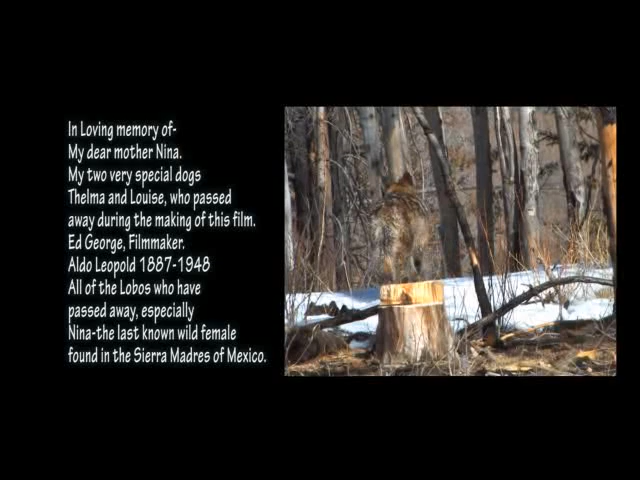 In Loving memory of-
My dear mother Nina.
My two very special dogs
Thelma and Louise, who passed
away during the making of this film.
Ed George, Filmmaker.
Aldo Leopold 1887-1948
All of the Lobos who have
passed away, especially
Nina-the last known wild female
found in the Sierra Madres of Mexico.